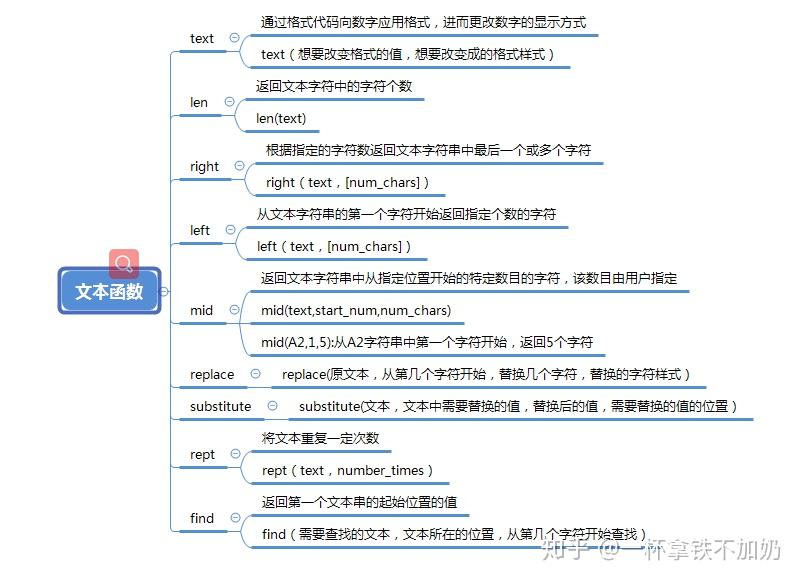 文本函数
text
通过格式代码向数字应用格式，进而更改数字的显示方式
text（想要改变格式的值，想要改变成的格式样式）
len
返回文本字符中的字符个数
len(text)
right
根据指定的字符数返回文本字符串中最后一个或多个字符
right（text，[num_chars]）
left
从文本字符串的第一个字符开始返回指定个数的字符
left（text，[num_chars]）
mid
返回文本字符串中从指定位置开始的特定数目的字符，该数目由用户指定
mid(text,start_num,num_chars)
mid(A2,1,5):从A2字符串中第一个字符开始，返回5个字符
replace
replace(原文本，从第几个字符开始，替换几个字符，替换的字符样式）
substitute
substitute(文本，文本中需要替换的值，替换后的值，需要替换的值的位置）
rept
将文本重复一定次数
rept（text，number_times）
find
返回第一个文本串的起始位置的值
find（需要查找的文本，文本所在的位置，从第几个字符开始查找）
知乎 @一杯拿铁不加奶